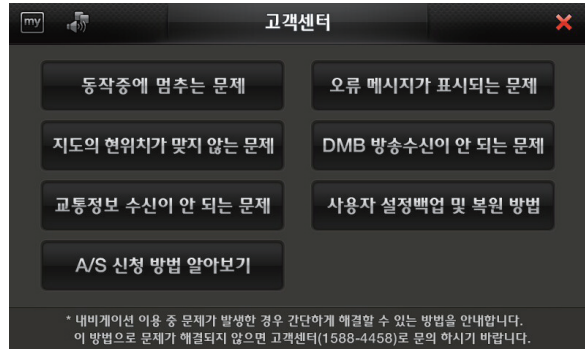 my
고객센터
동작중에 멈추는 문제
오류 메시지가 표시되는 문제
지도의 현위치가 맞지 않는 문제
DMB 방송수신이 안 되는 문제
교통정보 수신이 안 되는 문제
사용자 설정백업 및 복원 방법
A/S 신청 방법 알아보기
* 내비게이션 이용 중 문제가 발생한 경우 간단하게 해결할 수 있는 방법을 안내합니다.
이 방법으로 문제가 해결되지 않으면 고객센터(1588-4458)로 문의 하시기 바랍니다.